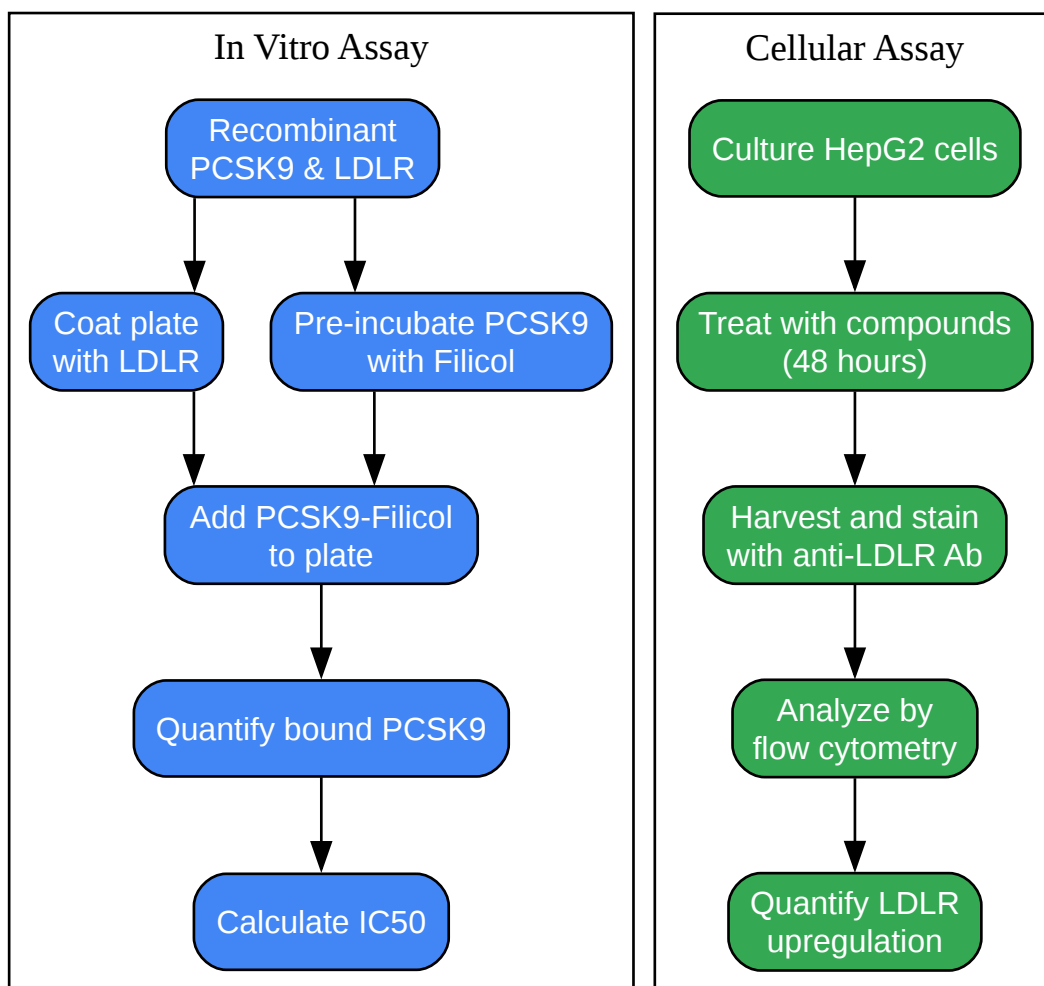 In Vitro Assay
Recombinant
PCSK9 & LDLR
Coat plate
with LDLR
Pre-incubate PCSK9
with Filicol
Add PCSK9-Filicol
to plate
Quantify bound PCSK9
Calculate IC50
Cellular Assay
Culture HepG2 cells
Treat with compounds
(48 hours)
Harvest and stain
with anti-LDLR Ab
Analyze by
flow cytometry
Quantify LDLR
upregulation